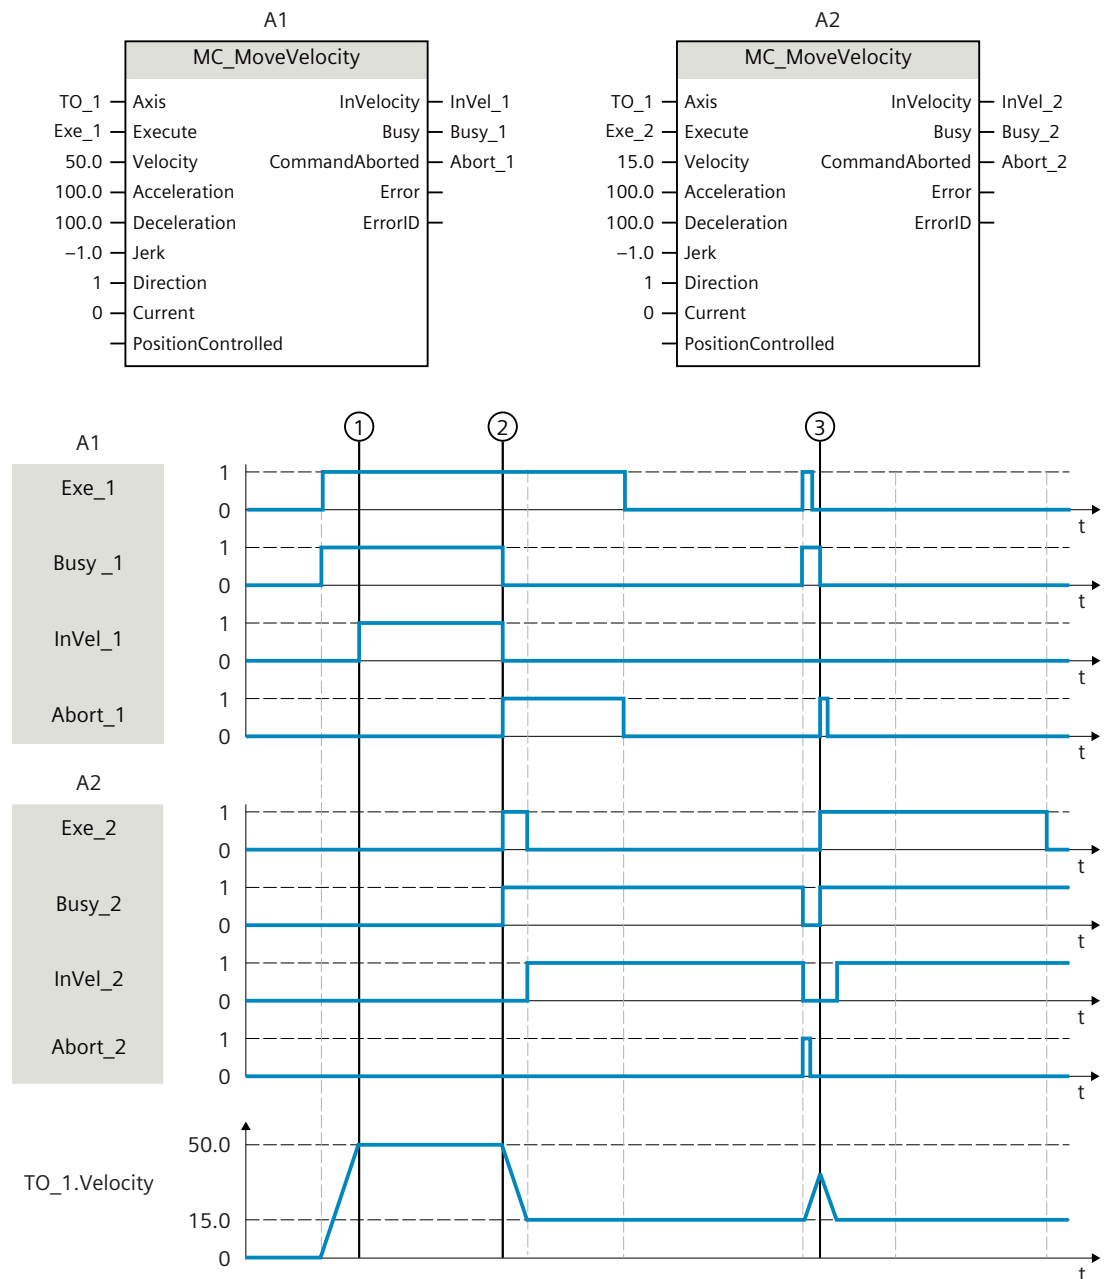 A1 A2
MC_MoveVelocity MC_MoveVelocity
TO_1 Axis InVelocity InVel_1 TO_1 Axis InVelocity InVel_2
Exe_1 Execute Busy Busy_1 Exe_2 Execute Busy Busy_2
50.0 Velocity CommandAborted Abort_1 15.0 Velocity CommandAborted Abort_2
100.0 Acceleration Error 100.0 Acceleration Error
100.0 Deceleration ErrorID 100.0 Deceleration ErrorID
–1.0 Jerk –1.0 Jerk
1 Direction 1 Direction
0 Current 0 Current
PositionControlled PositionControlled
1 2 3
A1
Exe_1 1
0
t
Busy _1 1
0
t
InVel_1 1
0
t
Abort_1 1
0
t
A2
Exe_2 1
0
t
Busy_2 1
0
t
InVel_2 1
0
t
Abort_2 1
0
t
50.0
TO_1.Velocity
15.0
0
t